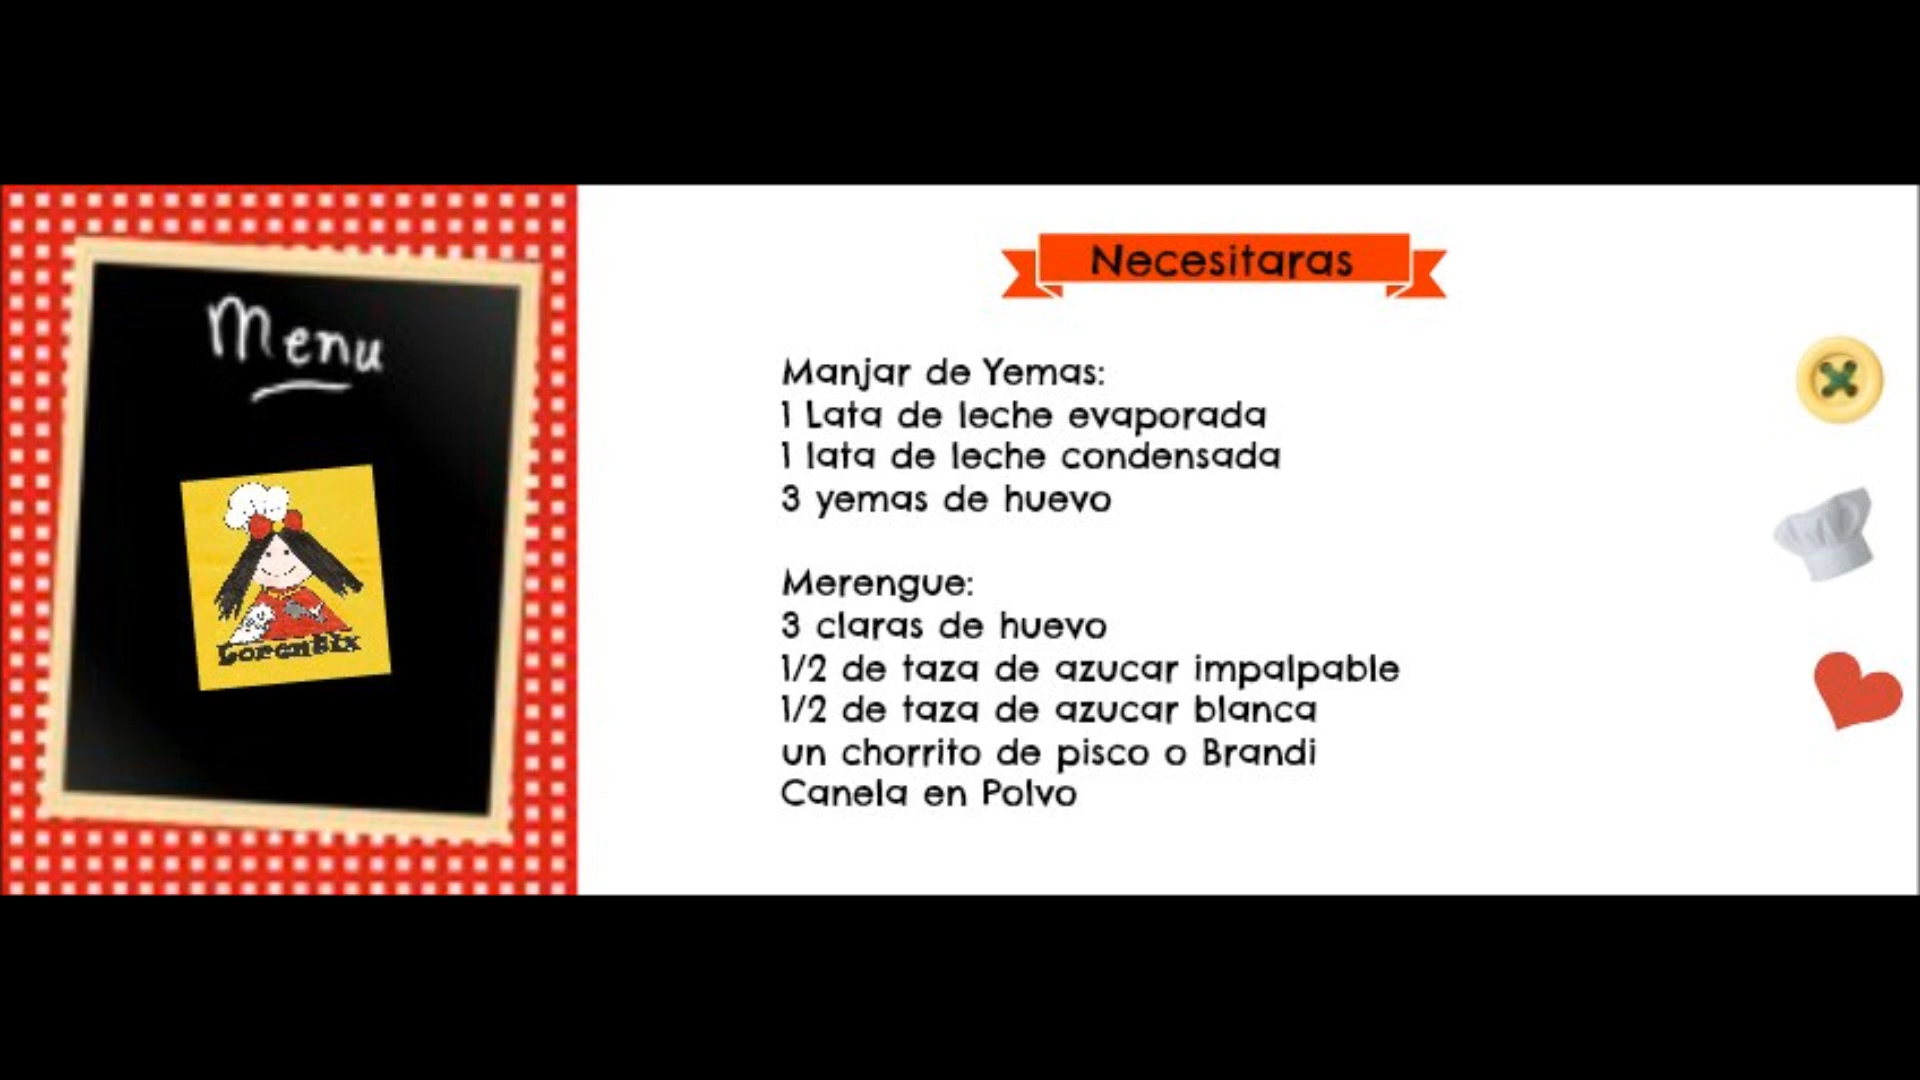 Menu
LorenBix
Necesitaras
Manjar de Yemas:
1 Lata de leche evaporada
1 lata de leche condensada
3 yemas de huevo
Merengue:
3 claras de huevo
1/2 de taza de azucar impalpable
1/2 de taza de azucar blanca
un chorrito de pisco o Brandi
Canela en Polvo